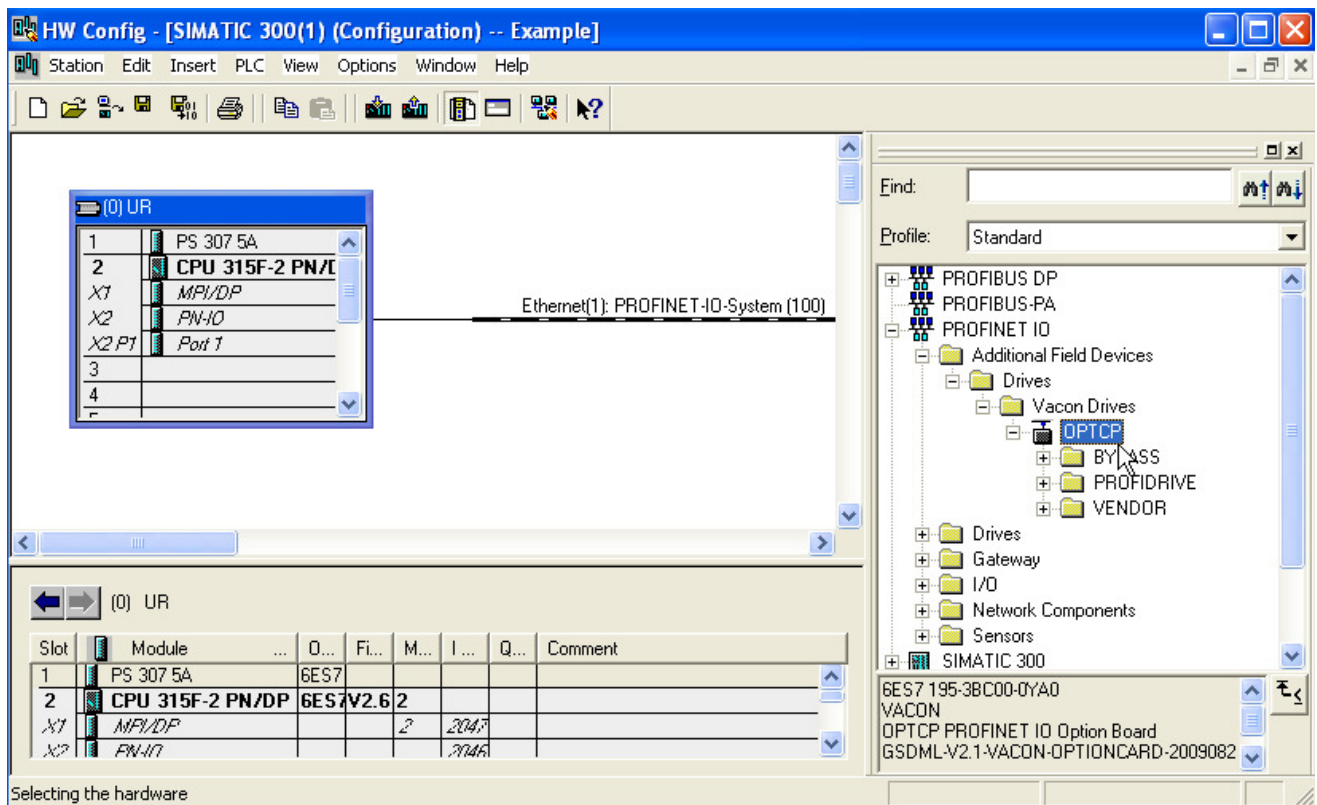 HW Config - [SIMATIC 300(1) (Configuration) -- Example]
Station Edit Insert PLC View Options Window Help
(0) UR
1 PS 307 5A
2 CPU 315F-2 PN/D
X1 MPI/DP
X2 PN-IO
X2 P1 Port 1
3
4
Ethernet(1): PROFINET-IO-System (100)
Find:
Profile: Standard
PROFIBUS DP
PROFIBUS-PA
PROFINET IO
Additional Field Devices
Drives
Vacon Drives
OPTCP
BYPASS
PROFIDRIVE
VENDOR
Drives
Gateway
I/O
Network Components
Sensors
SIMATIC 300
6ES7 195-3BC00-0YA0
VACON
OPTCP PROFINET IO Option Board
GSDML-V2.1-VACON-OPTIONCARD-2009082
(0) UR
Slot Module ... O... Fi... M... I ... Q... Comment
1 PS 307 5A 6ES7
2 CPU 315F-2 PN/DP 6ES7 V2.6 2
X1 MPI/DP 2 2047
X2 PN-IO 2046
Selecting the hardware